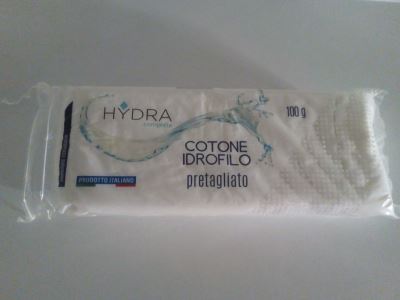 HYDRA
100 g
COTONE
IDROFILO
pretagliato
PRODOTTO ITALIANO